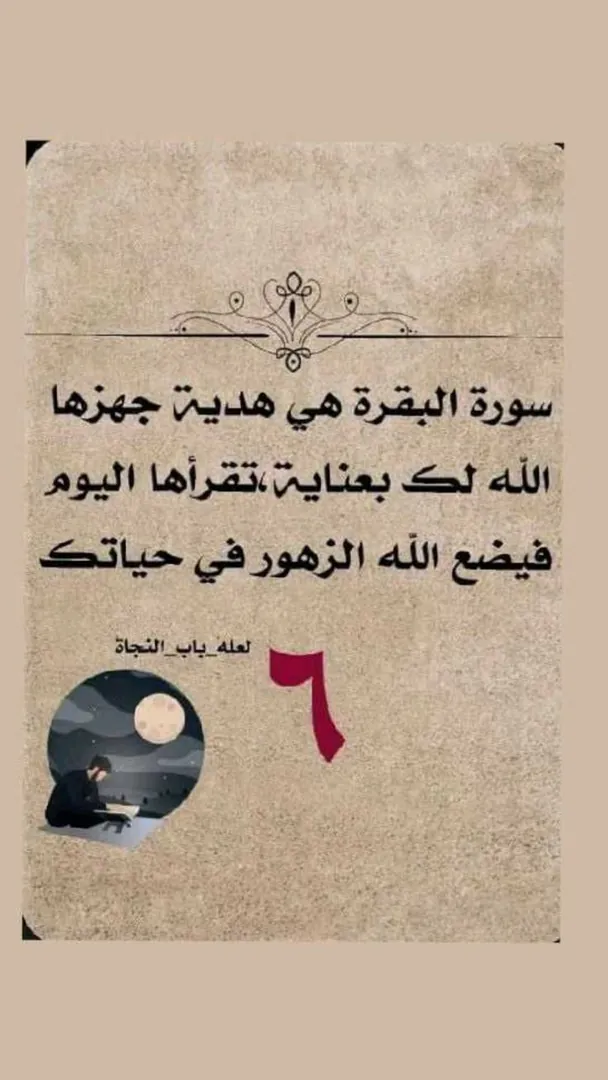 سورة البقرة هي هدية جهزها
الله لك بعناية،تقرأها اليوم
فيضع الله الزهور في حياتك
لعله_باب_النجاة
٦